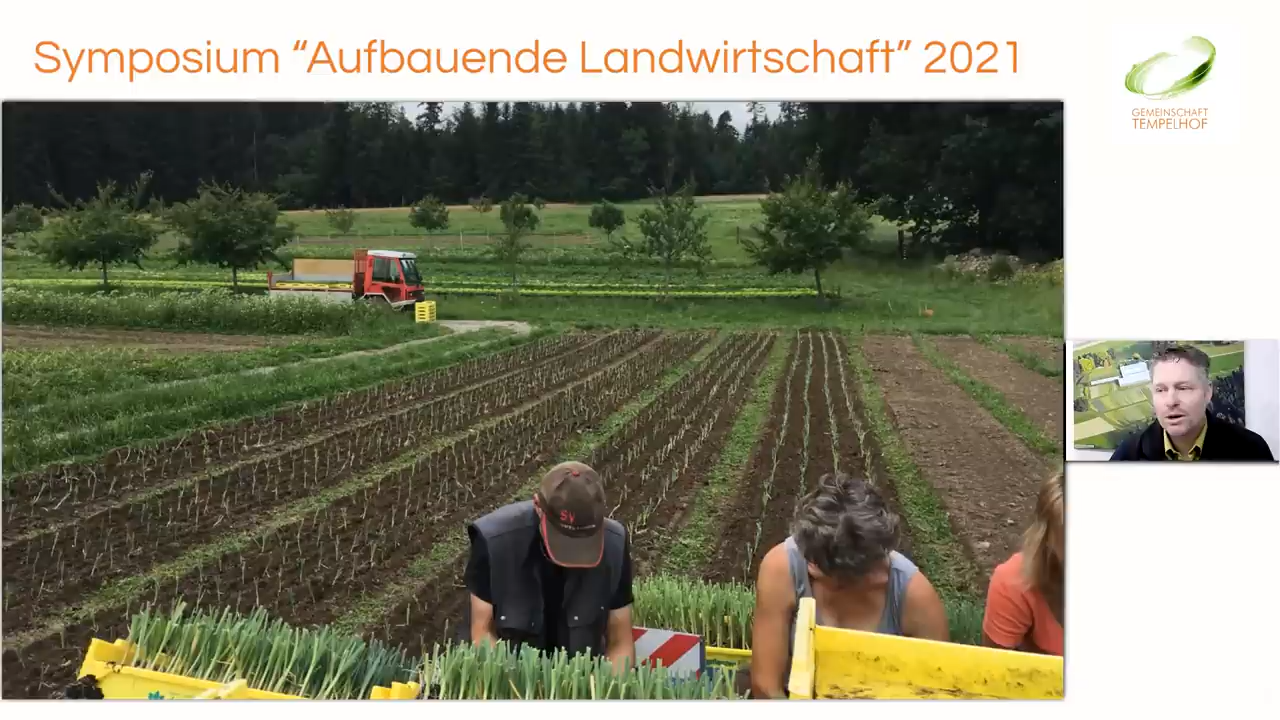 Symposium “Aufbauende Landwirtschaft” 2021
GEMEINSCHAFT
TEMPELHOF
SV